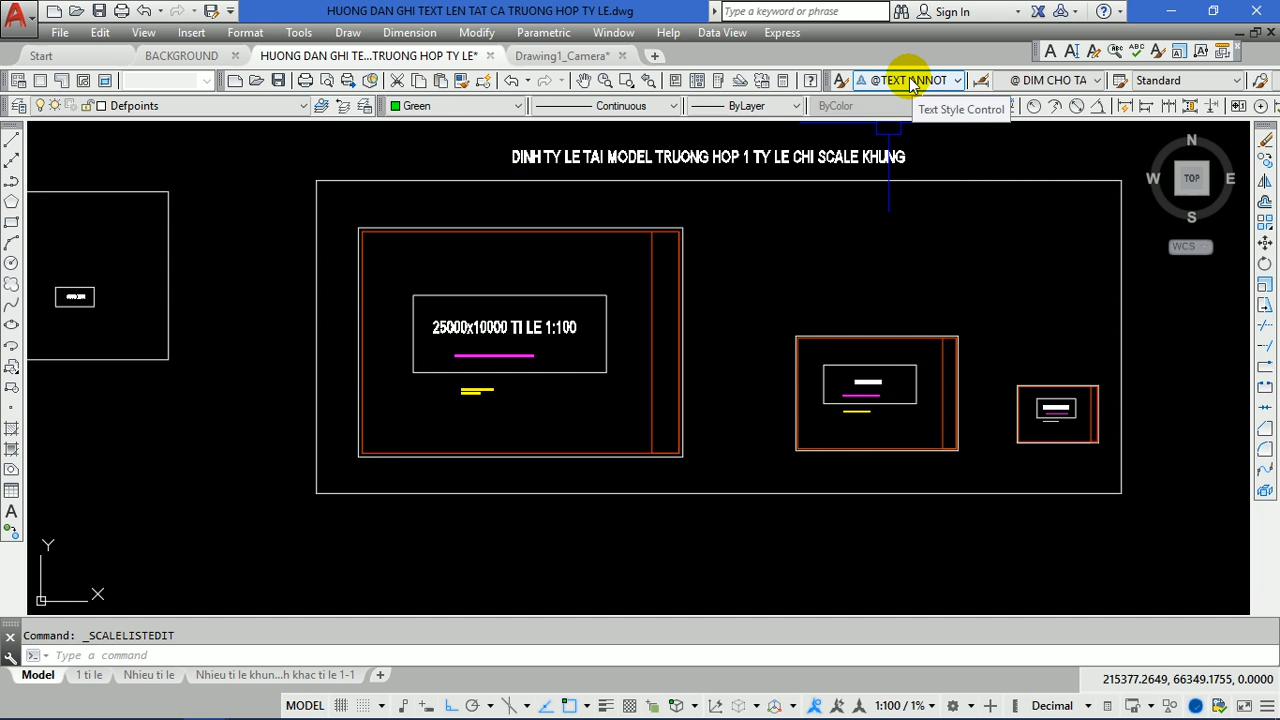 HUONG DAN GHI TEXT LEN TAT CA TRUONG HOP TY LE.dwg
Type a keyword or phrase
Sign In
File Edit View Insert Format Tools Draw Dimension Modify Parametric Window Help Data View Express
Start
BACKGROUND
HUONG DAN GHI TE...TRUONG HOP TY LE*
Drawing1_Camera*
@TEXT ANNOT
@ DIM CHO TA
Standard
Defpoints
Green
Continuous
ByLayer
ByColor
Text Style Control
DINH TY LE TAI MODEL TRUONG HOP 1 TY LE CHI SCALE KHUNG
N
W
TOP
E
S
WCS
25000x10000 TI LE 1:100
Y
X
Command: _SCALELISTEDIT
Type a command
Model
1 ti le
Nhieu ti le
Nhieu ti le khun...h khac ti le 1-1
215377.2649, 66349.1755, 0.0000
MODEL
1:100 / 1%
Decimal